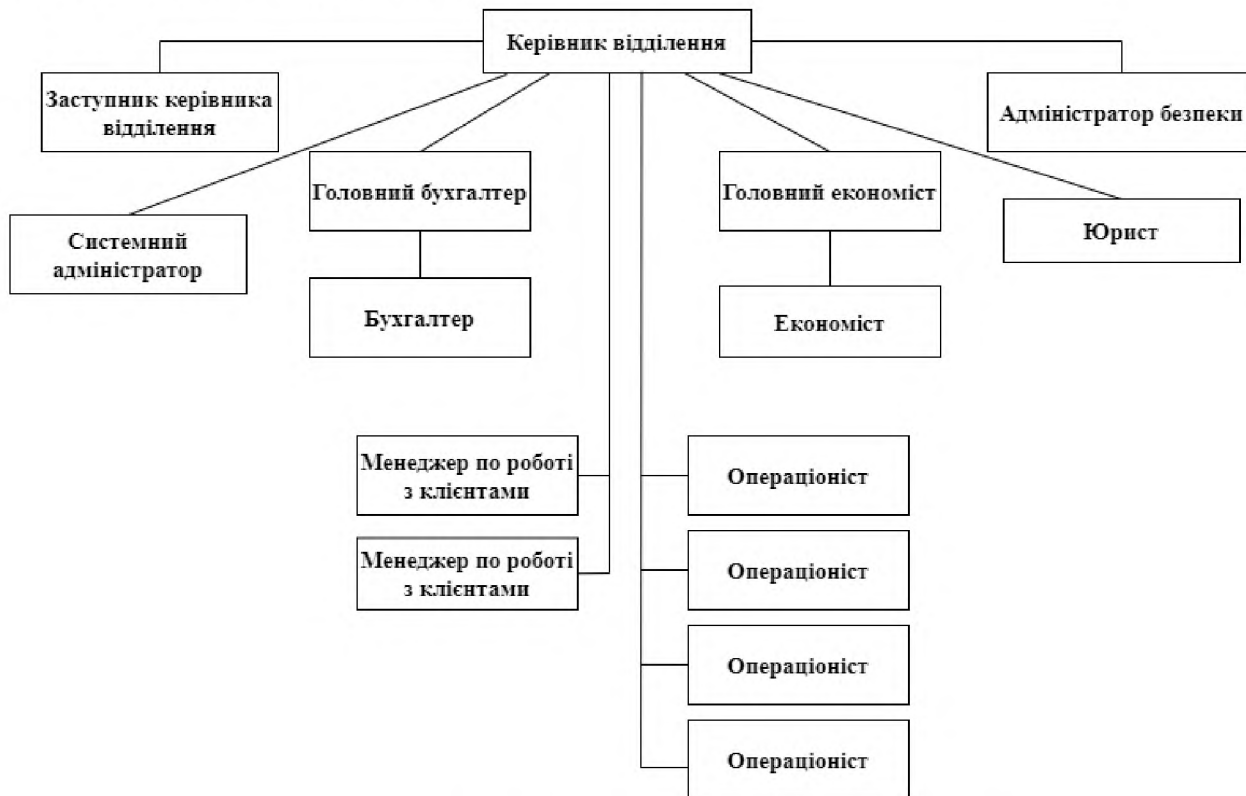 Керівник відділення
Заступник керівника
відділення
Адміністратор безпеки
Головний бухгалтер
Головний економіст
Системний
адміністратор
Юрист
Бухгалтер
Економіст
Менеджер по роботі
з клієнтами
Операціоніст
Менеджер по роботі
з клієнтами
Операціоніст
Операціоніст
Операціоніст